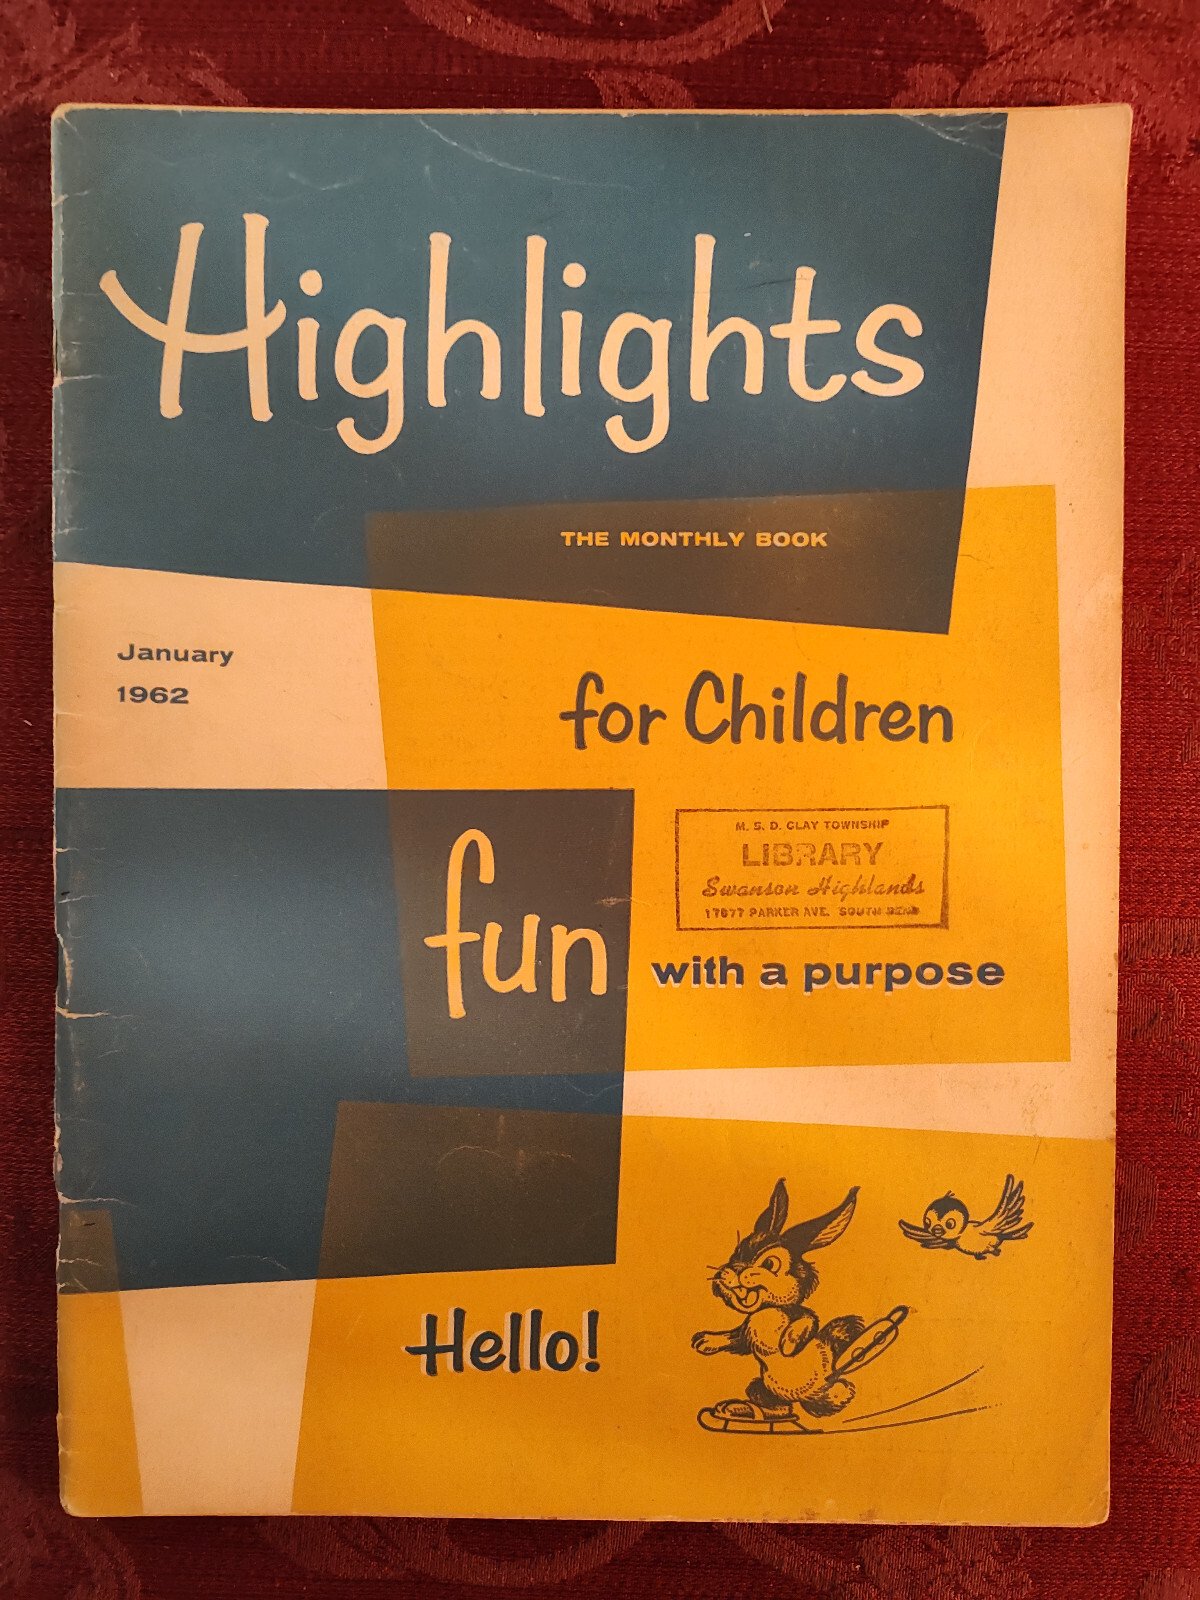 Highlights
THE MONTHLY BOOK
January
1962
for Children
M. S. D. CLAY TOWNSHIP
LIBRARY
Swanson Highlands
PARKER AVE. SOUTH BEND
fun
with a purpose
Hello!